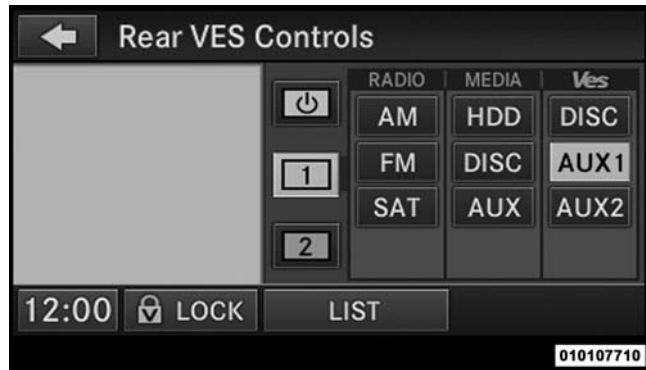 Rear VES Controls
RADIO MEDIA Ves
AM HDD DISC
1 FM DISC AUX1
SAT AUX AUX2
2
12:00 LOCK LIST
010107710